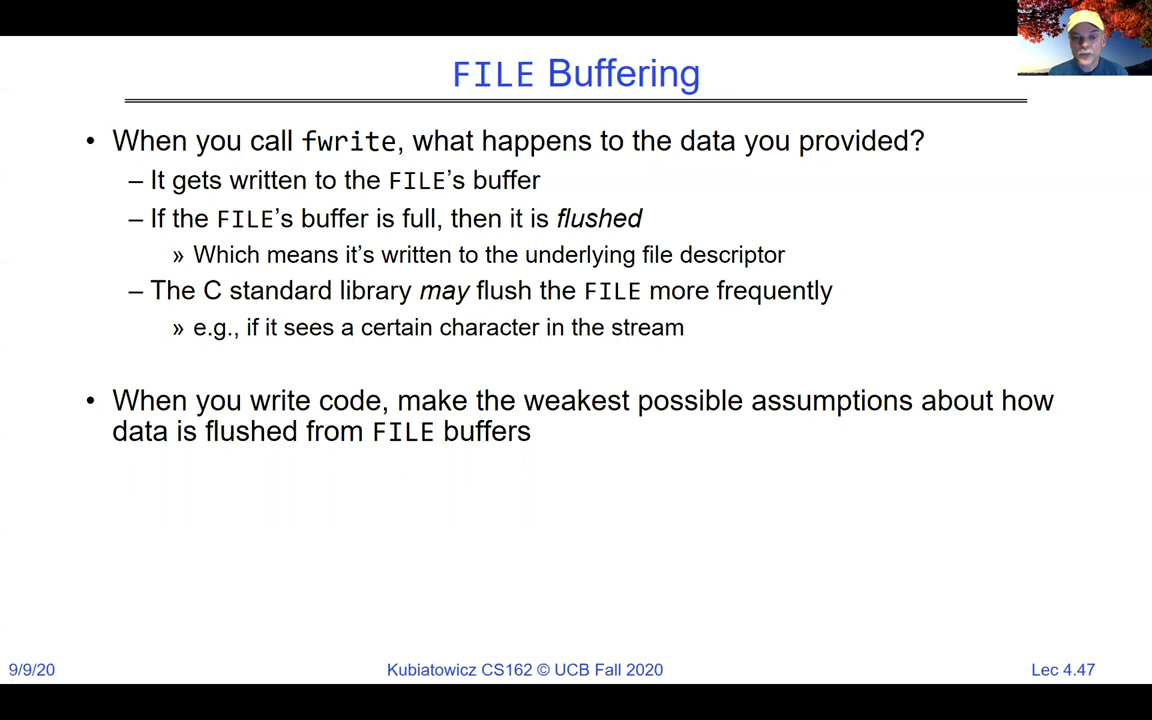 FILE Buffering
• When you call fwrite, what happens to the data you provided?
– It gets written to the FILE's buffer
– If the FILE's buffer is full, then it is flushed
» Which means it's written to the underlying file descriptor
– The C standard library may flush the FILE more frequently
» e.g., if it sees a certain character in the stream
• When you write code, make the weakest possible assumptions about how
data is flushed from FILE buffers
9/9/20 Kubiatowicz CS162 © UCB Fall 2020 Lec 4.47